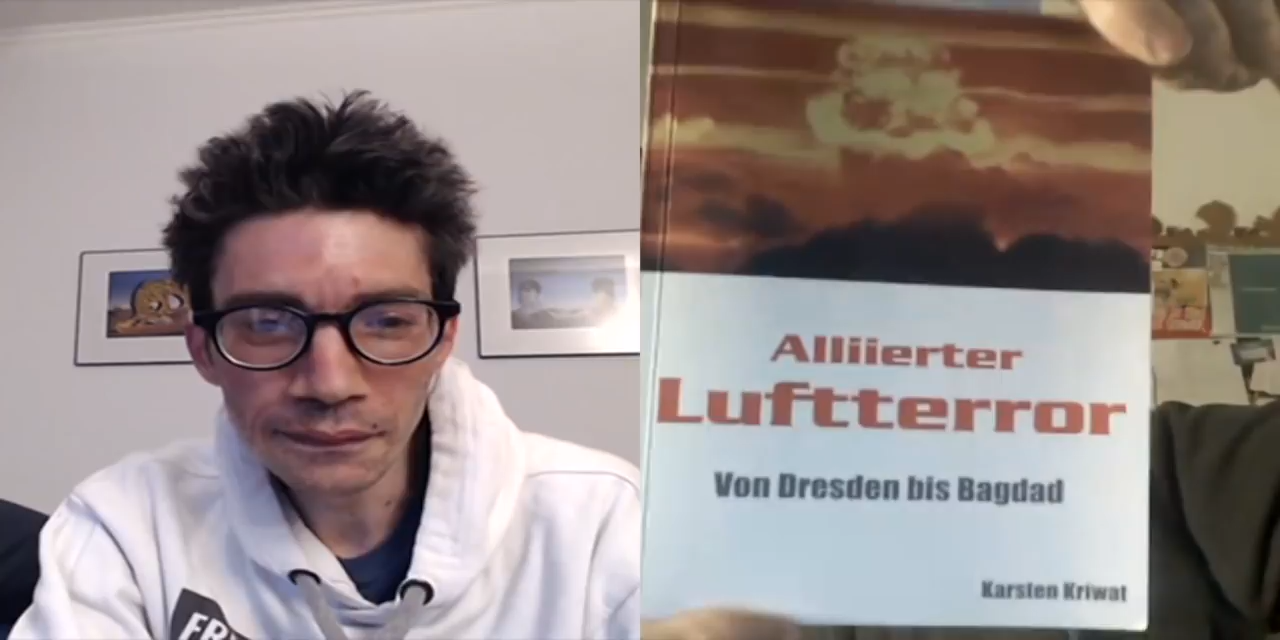 Alliierter
Luftterror
Von Dresden bis Bagdad
Karsten Kriwat